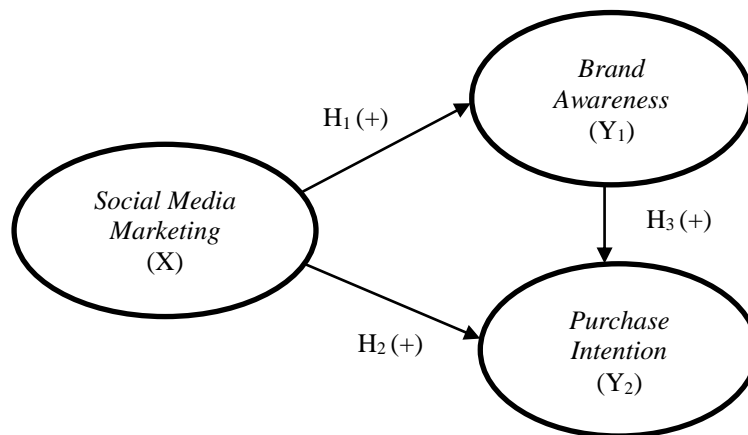 Brand
Awareness
(Y₁)
H₁ (+)
Social Media
Marketing
(X)
H₃ (+)
H₂ (+)
Purchase
Intention
(Y₂)